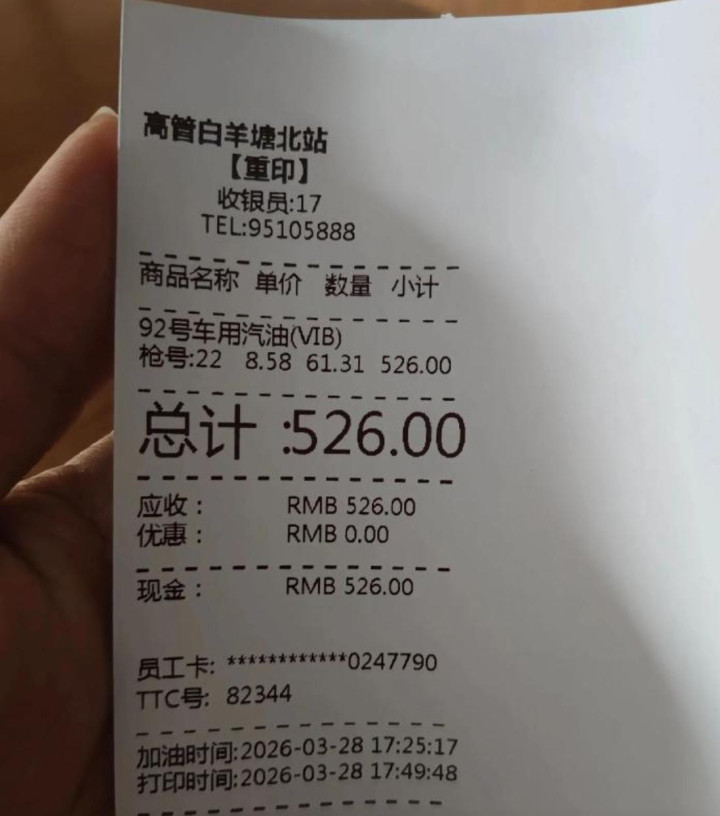 高管白羊塘北站
【重印】
收银员:17
TEL:95105888
商品名称 单价 数量 小计
92号车用汽油(VIB)
枪号:22 8.58 61.31 526.00
总计 :526.00
应收: RMB 526.00
优惠: RMB 0.00
现金: RMB 526.00
员工卡: ************0247790
TTC号: 82344
加油时间:2026-03-28 17:25:17
打印时间:2026-03-28 17:49:48